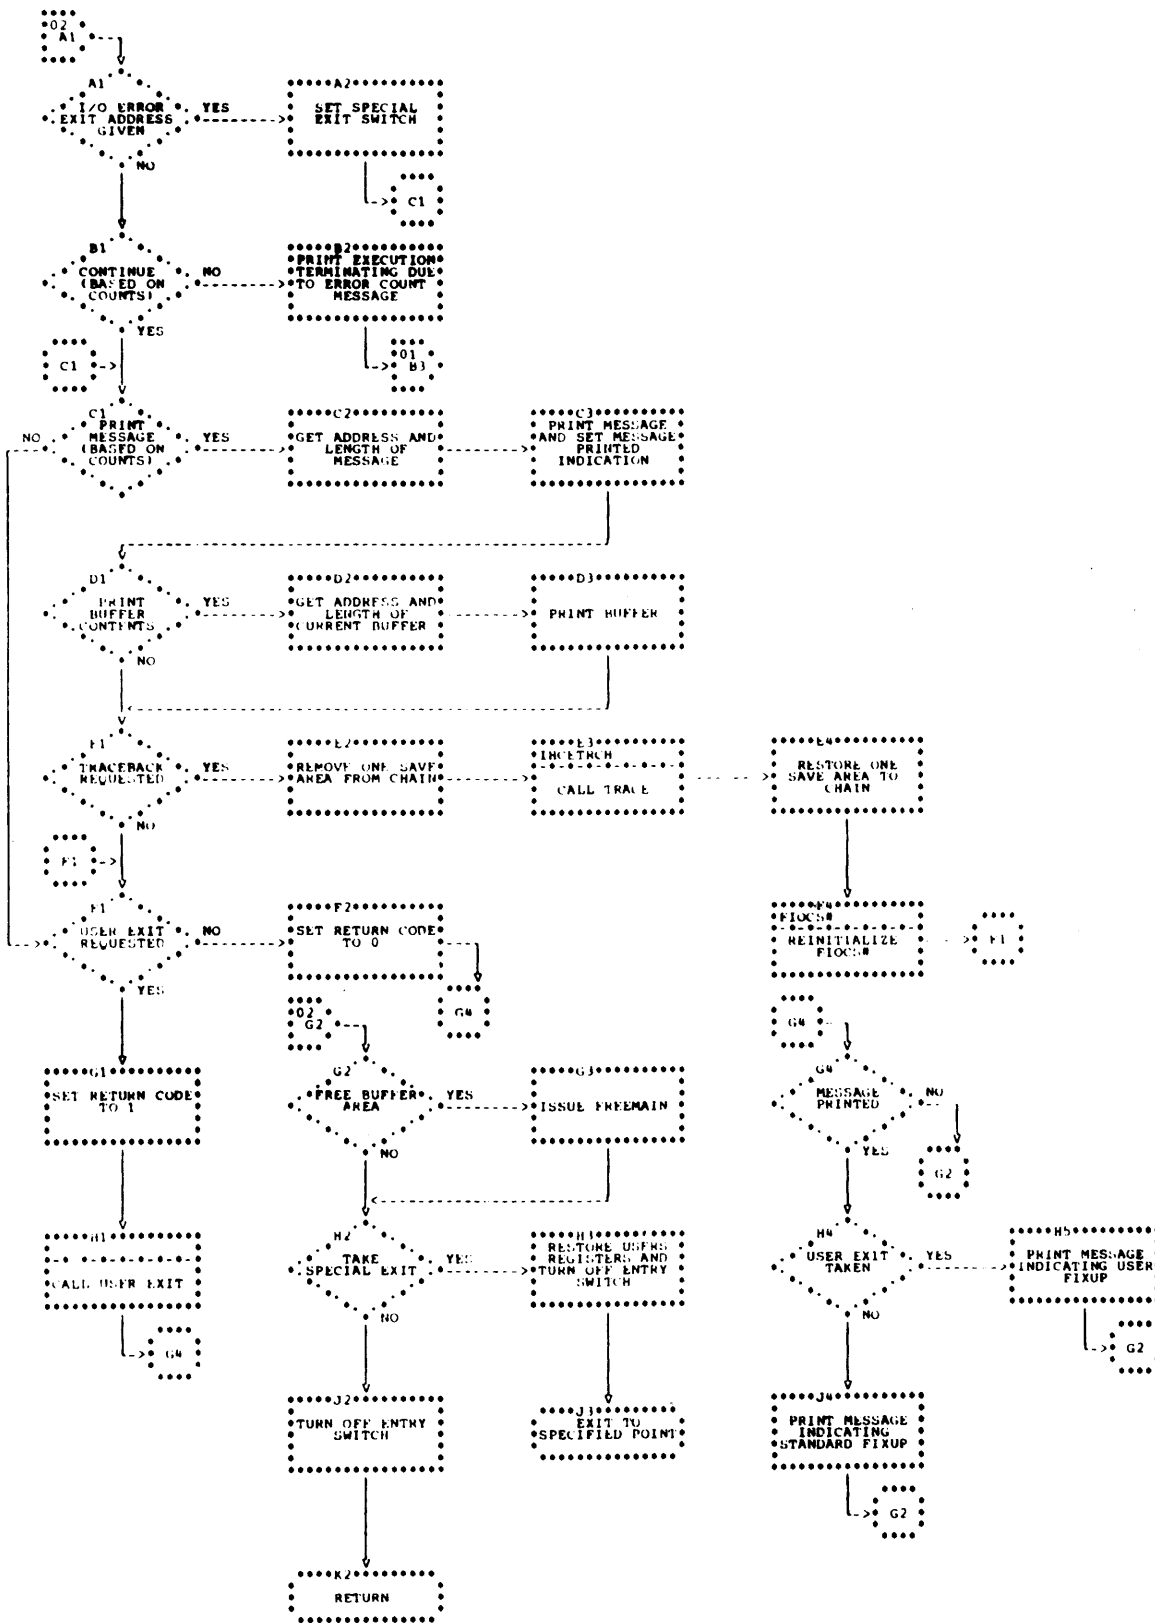 02
A1
A1
I/O ERROR
EXIT ADDRESS
GIVEN
YES
NO
A2
SET SPECIAL
EXIT SWITCH
C1
B1
CONTINUE
(BASED ON
COUNTS)
NO
YES
B2
PRINT EXECUTION
TERMINATING DUE
TO ERROR COUNT
MESSAGE
01
B3
C1
C1
PRINT
MESSAGE
(BASED ON
COUNTS)
NO
YES
C2
GET ADDRESS AND
LENGTH OF
MESSAGE
C3
PRINT MESSAGE
AND SET MESSAGE
PRINTED
INDICATION
D1
PRINT
BUFFER
CONTENTS
YES
NO
D2
GET ADDRESS AND
LENGTH OF
CURRENT BUFFER
D3
PRINT BUFFER
E1
TRACEBACK
REQUESTED
YES
NO
E2
REMOVE ONE SAVE
AREA FROM CHAIN
E3
IHCETRCH
CALL TRACE
E4
RESTORE ONE
SAVE AREA TO
CHAIN
F1
F1
USER EXIT
REQUESTED
NO
YES
F2
SET RETURN CODE
TO 0
G4
F4
FIOCS#
REINITIALIZE
FIOCS#
F1
02
G2
G4
G1
SET RETURN CODE
TO 1
G2
FREE BUFFER
AREA
YES
NO
G3
ISSUE FREEMAIN
G4
MESSAGE
PRINTED
NO
YES
G2
H1
CALL USER EXIT
G4
H2
TAKE
SPECIAL EXIT
YES
NO
H3
RESTORE USERS
REGISTERS AND
TURN OFF ENTRY
SWITCH
H4
USER EXIT
TAKEN
YES
NO
H5
PRINT MESSAGE
INDICATING USER
FIXUP
G2
J2
TURN OFF ENTRY
SWITCH
J3
EXIT TO
SPECIFIED POINT
J4
PRINT MESSAGE
INDICATING
STANDARD FIXUP
G2
K2
RETURN